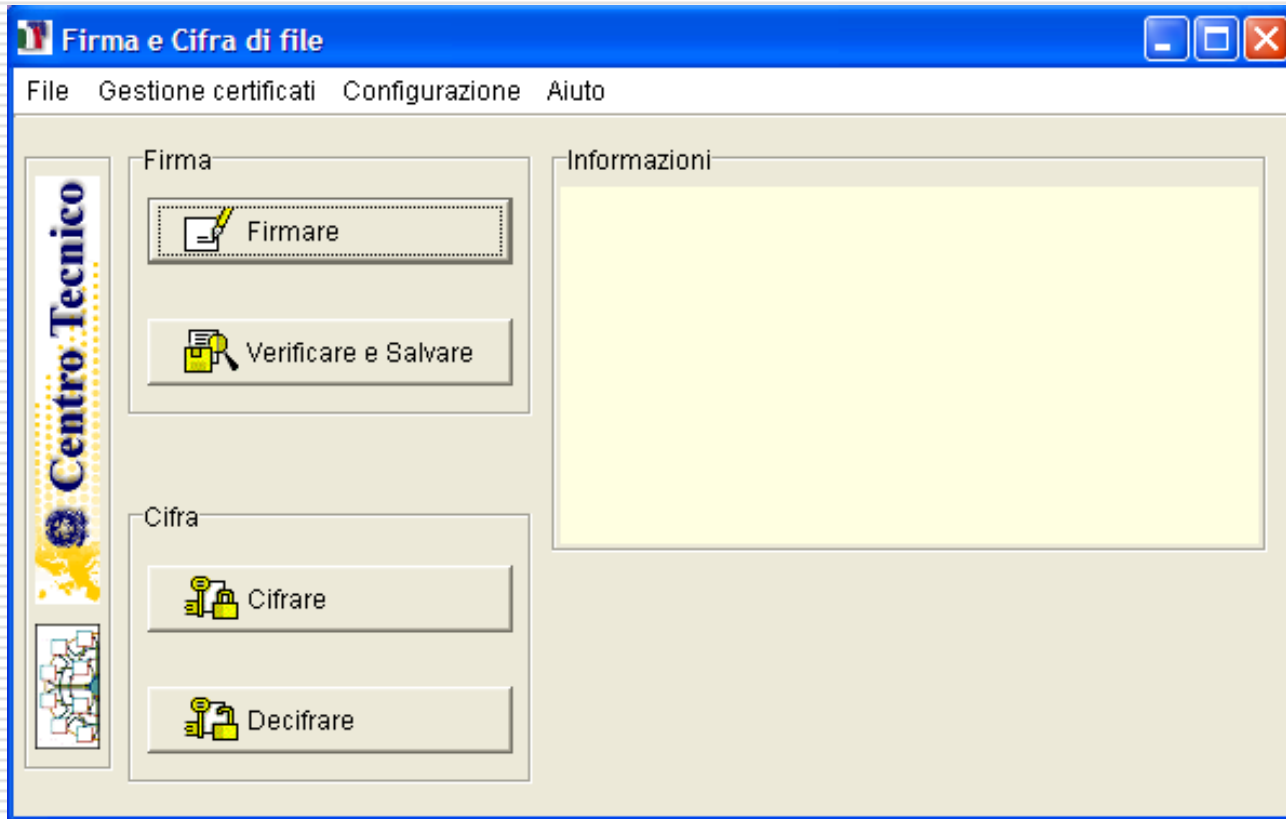 Firma e Cifra di file
File Gestione certificati Configurazione Aiuto
Centro Tecnico
Firma
Firmare
Verificare e Salvare
Cifra
Cifrare
Decifrare
Informazioni